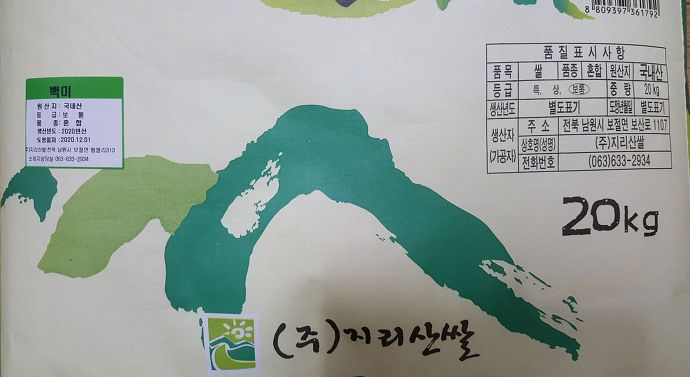 8 809397 361792
품질표시사항
품목 쌀 품종 혼합 원산지 국내산
등급 특, 상, 보통 중량 20 kg
생산년도 별도표기 도정년월일 별도표기
생산자(가공자) 주소 전북 남원시 보절면 보산로 1107
상호명(성명) (주)지리산쌀
전화번호 (063)633-2934
백미
원산지: 국내산
등급: 보통
품종: 혼합
생산년도: 2020년산
도정월자: 2020.12.01
소비자상담실 063-633-2934
20kg
(주)지리산쌀